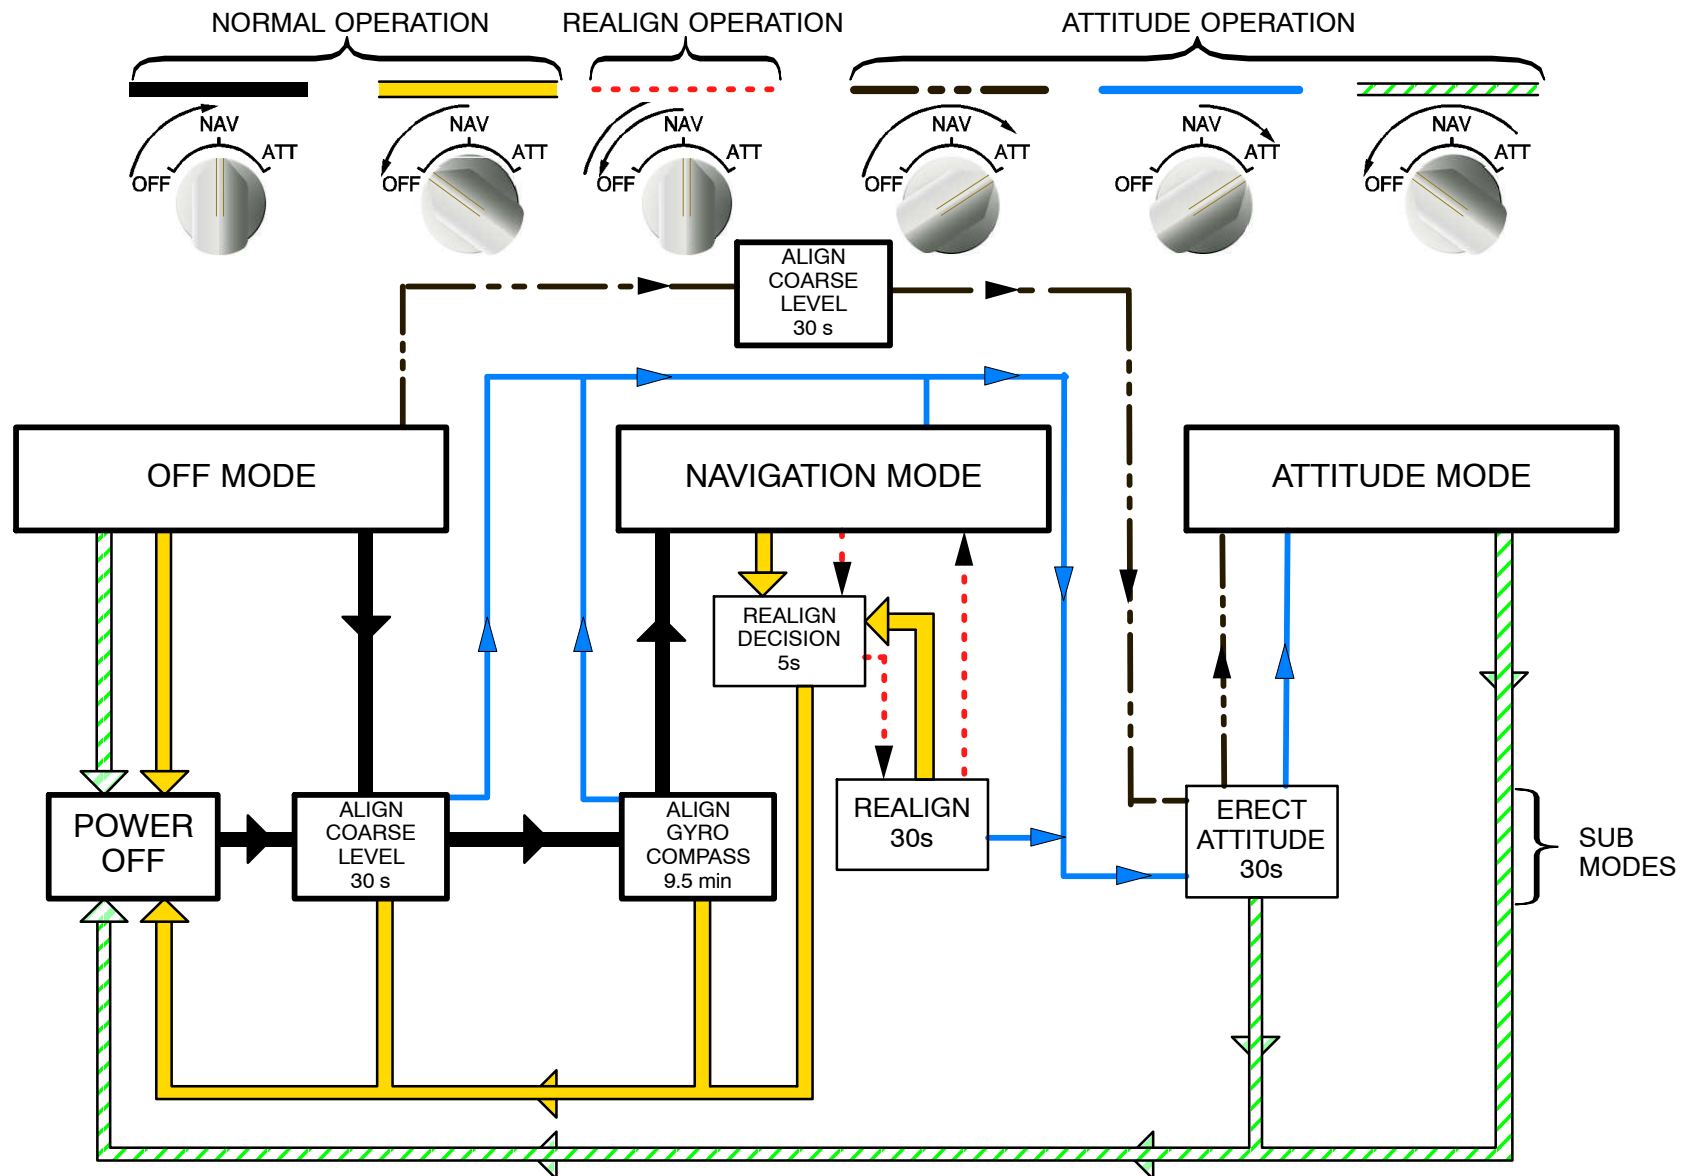 NORMAL OPERATION
REALIGN OPERATION
ATTITUDE OPERATION
NAV
ATT
OFF
NAV
ATT
OFF
NAV
ATT
OFF
NAV
ATT
OFF
NAV
ATT
OFF
NAV
ATT
OFF
ALIGN
COARSE
LEVEL
30 s
OFF MODE
NAVIGATION MODE
ATTITUDE MODE
REALIGN
DECISION
5s
POWER
OFF
ALIGN
COARSE
LEVEL
30 s
ALIGN
GYRO
COMPASS
9.5 min
REALIGN
30s
ERECT
ATTITUDE
30s
SUB
MODES